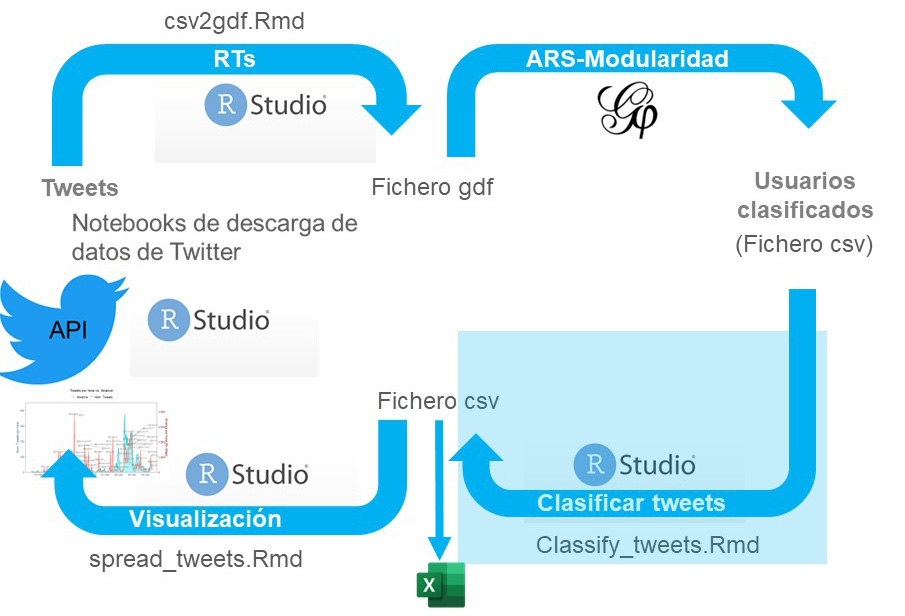 csv2gdf.Rmd
RTs
R Studio®
ARS-Modularidad
Gφ
Tweets
Fichero gdf
Usuarios
clasificados
(Fichero csv)
Notebooks de descarga de
datos de Twitter
API
R Studio®
Fichero csv
R Studio®
Visualización
spread_tweets.Rmd
R Studio®
Clasificar tweets
Classify_tweets.Rmd
X